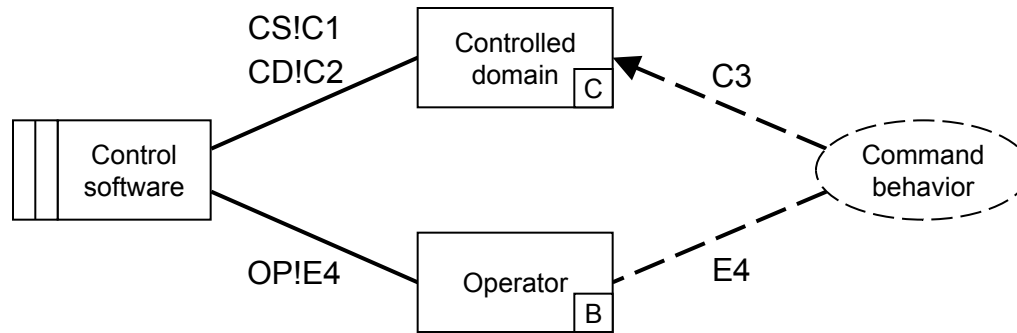 CS!C1
CD!C2
Controlled
domain
C
C3
Control
software
Command
behavior
OP!E4
Operator
B
E4